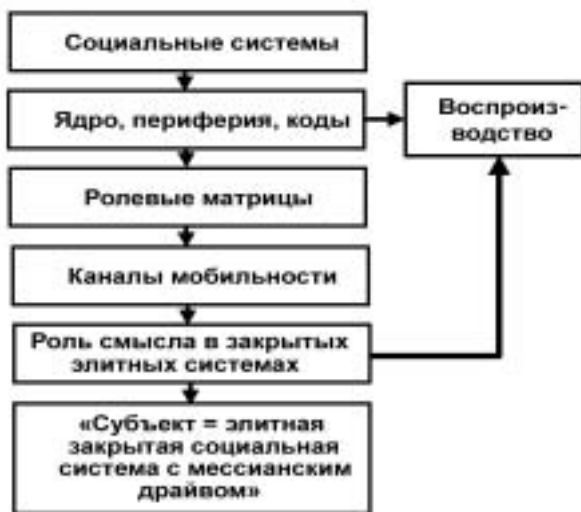 Социальные системы
Ядро, периферия, коды
Воспроиз-
водство
Ролевые матрицы
Каналы мобильности
Роль смысла в закрытых
элитных системах
«Субъект = элитная
закрытая социальная
система с мессианским
драйвом»